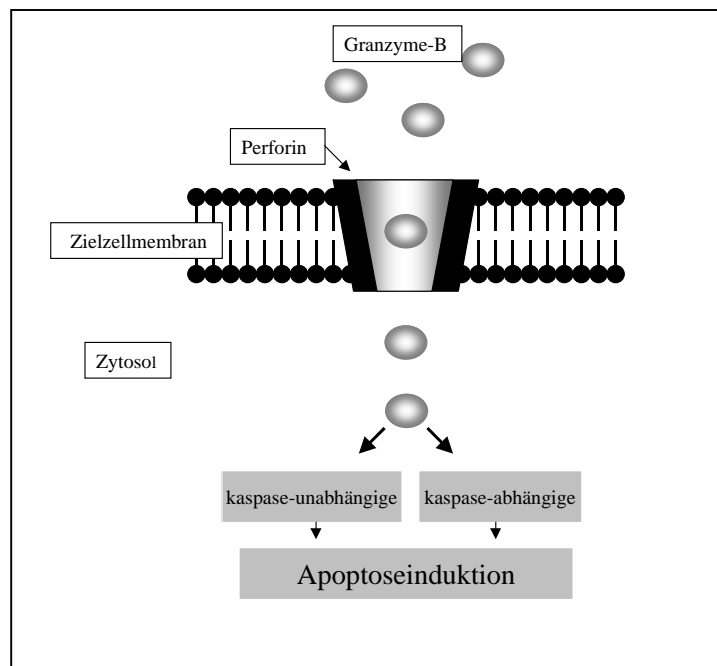 Granzyme-B
Perforin
Zielzellmembran
Zytosol
kaspase-unabhängige
kaspase-abhängige
Apoptoseinduktion